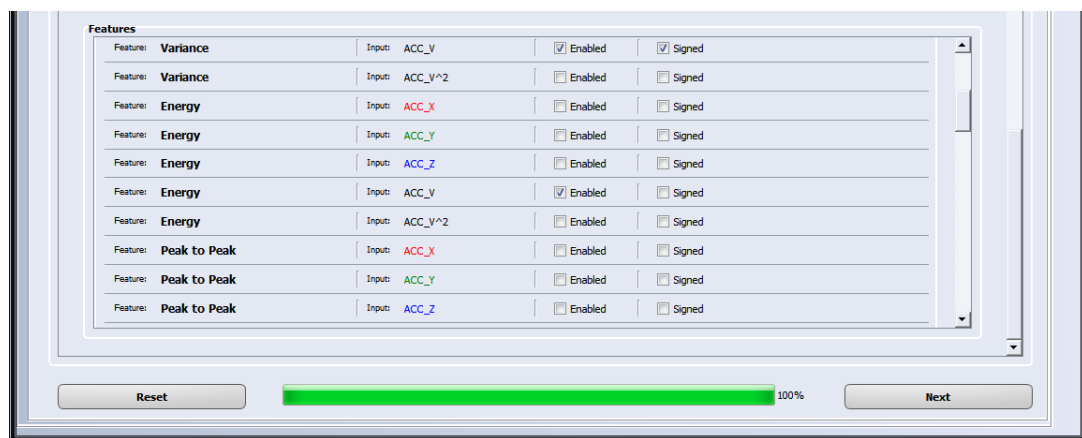 Features
Feature: Variance Input: ACC_V Enabled Signed
Feature: Variance Input: ACC_V^2 Enabled Signed
Feature: Energy Input: ACC_X Enabled Signed
Feature: Energy Input: ACC_Y Enabled Signed
Feature: Energy Input: ACC_Z Enabled Signed
Feature: Energy Input: ACC_V Enabled Signed
Feature: Energy Input: ACC_V^2 Enabled Signed
Feature: Peak to Peak Input: ACC_X Enabled Signed
Feature: Peak to Peak Input: ACC_Y Enabled Signed
Feature: Peak to Peak Input: ACC_Z Enabled Signed
Reset 100% Next